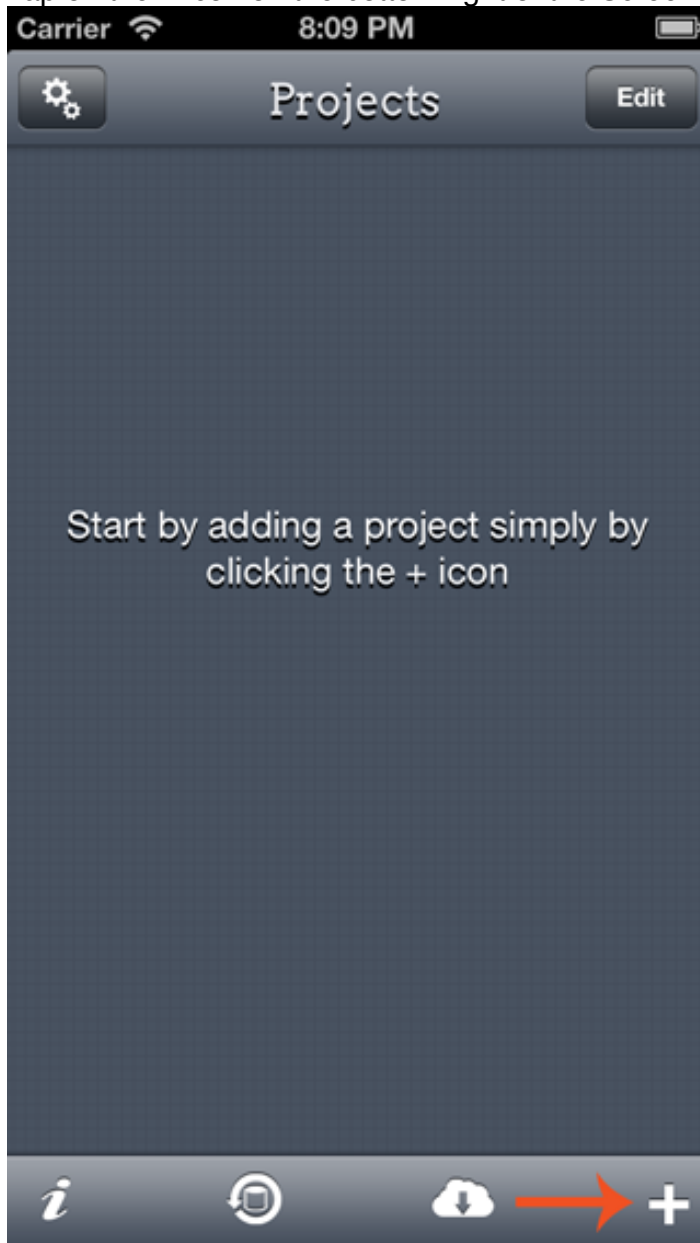 Carrier 8:09 PM
Projects Edit
Start by adding a project simply by
clicking the + icon
i +